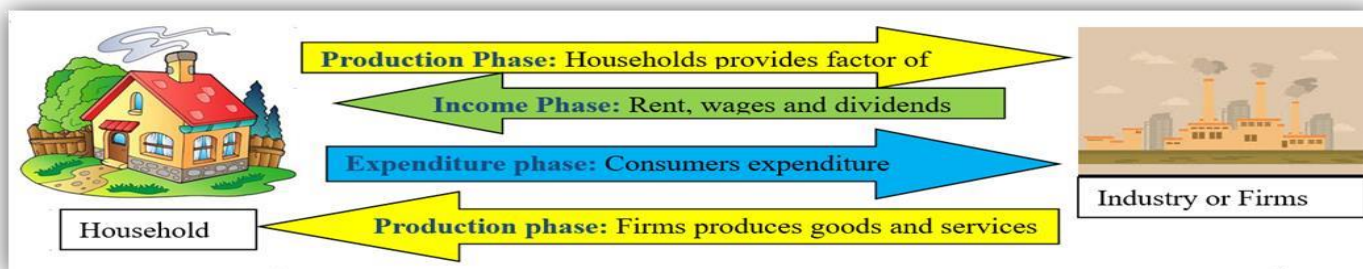 Production Phase: Households provides factor of
Income Phase: Rent, wages and dividends
Expenditure phase: Consumers expenditure
Production phase: Firms produces goods and services
Household
Industry or Firms